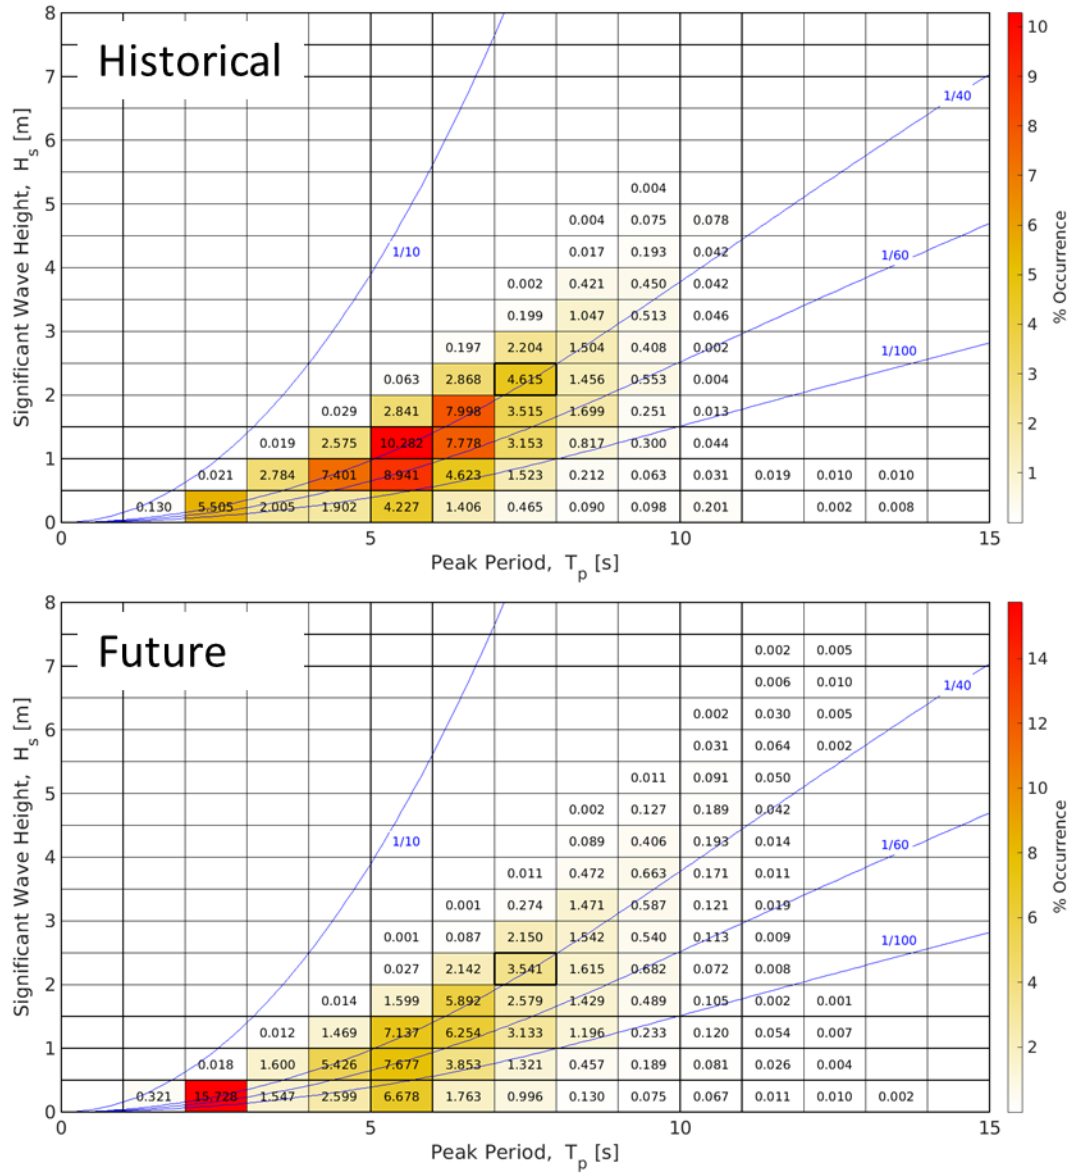 Historical
8
7
6
5
4
3
2
1
0
Significant Wave Height, H_s [m]
1/10
1/40
1/60
1/100
0.004
0.004 0.075 0.078
0.017 0.193 0.042
0.002 0.421 0.450 0.042
0.199 1.047 0.513 0.046
0.197 2.204 1.504 0.408 0.002
0.063 2.868 4.615 1.456 0.553 0.004
0.029 2.841 7.998 3.515 1.699 0.251 0.013
0.019 2.575 10.282 7.778 3.153 0.817 0.300 0.044
0.021 2.784 7.401 8.941 4.623 1.523 0.212 0.063 0.031 0.019 0.010 0.010
0.130 5.505 2.005 1.902 4.227 1.406 0.465 0.090 0.098 0.201 0.002 0.008
0 5 10 15
Peak Period, T_p [s]
10
9
8
7
6
5
4
3
2
1
% Occurrence
Future
8
7
6
5
4
3
2
1
0
Significant Wave Height, H_s [m]
1/10
1/40
1/60
1/100
0.002 0.005
0.006 0.010
0.002 0.030 0.005
0.031 0.064 0.002
0.011 0.091 0.050
0.002 0.127 0.189 0.042
0.089 0.406 0.193 0.014
0.011 0.472 0.663 0.171 0.011
0.001 0.274 1.471 0.587 0.121 0.019
0.001 0.087 2.150 1.542 0.540 0.113 0.009
0.027 2.142 3.541 1.615 0.682 0.072 0.008
0.014 1.599 5.892 2.579 1.429 0.489 0.105 0.002 0.001
0.012 1.469 7.137 6.254 3.133 1.196 0.233 0.120 0.054 0.007
0.018 1.600 5.426 7.677 3.853 1.321 0.457 0.189 0.081 0.026 0.004
0.321 15.728 1.547 2.599 6.678 1.763 0.996 0.130 0.075 0.067 0.011 0.010 0.002
0 5 10 15
Peak Period, T_p [s]
14
12
10
8
6
4
2
% Occurrence